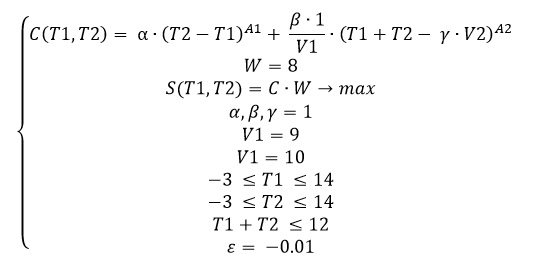 C(T1,T2) = α · (T2 − T1)^A1 + β · 1 / V1 · (T1 + T2 − γ · V2)^A2
W = 8
S(T1,T2) = C · W → max
α, β, γ = 1
V1 = 9
V1 = 10
−3 ≤ T1 ≤ 14
−3 ≤ T2 ≤ 14
T1 + T2 ≤ 12
ε = −0.01